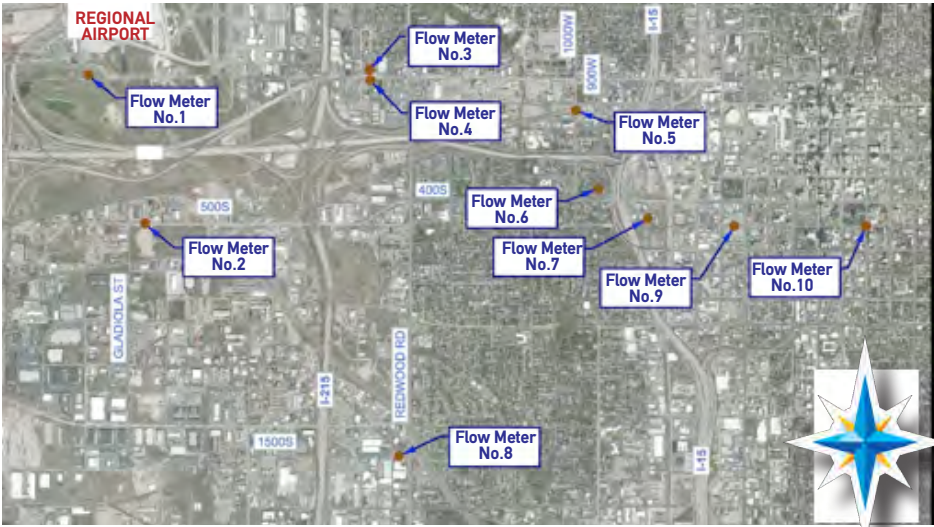 REGIONAL
AIRPORT
Flow Meter
No.1
Flow Meter
No.3
Flow Meter
No.4
1000W
900W
I-15
Flow Meter
No.5
500S
400S
Flow Meter
No.6
Flow Meter
No.2
Flow Meter
No.7
Flow Meter
No.9
Flow Meter
No.10
GLADIOLA ST
I-215
REDWOOD RD
1500S
Flow Meter
No.8
I-15